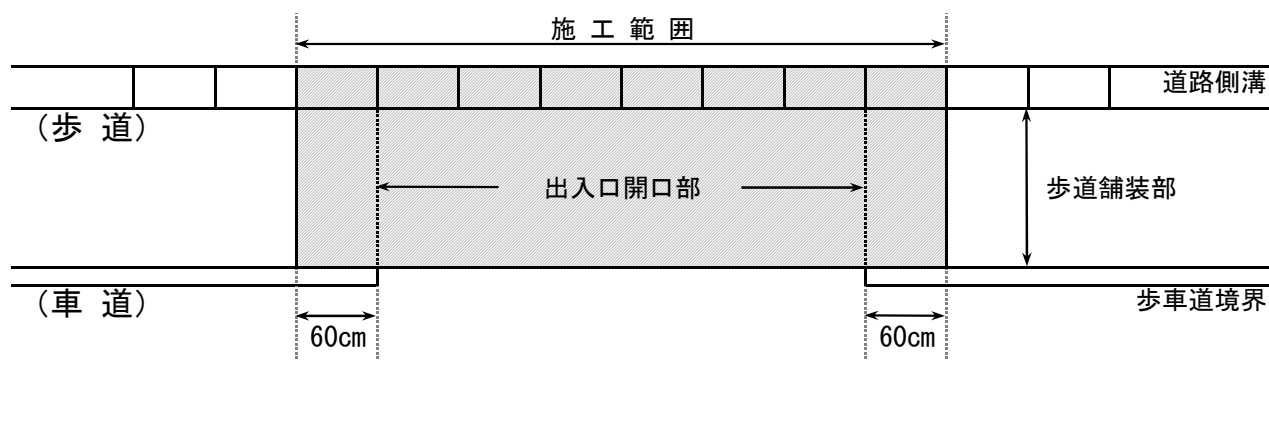 施 工 範 囲
道路側溝
（歩 道）
出入口開口部
歩道舗装部
（車 道）
歩車道境界
60cm
60cm